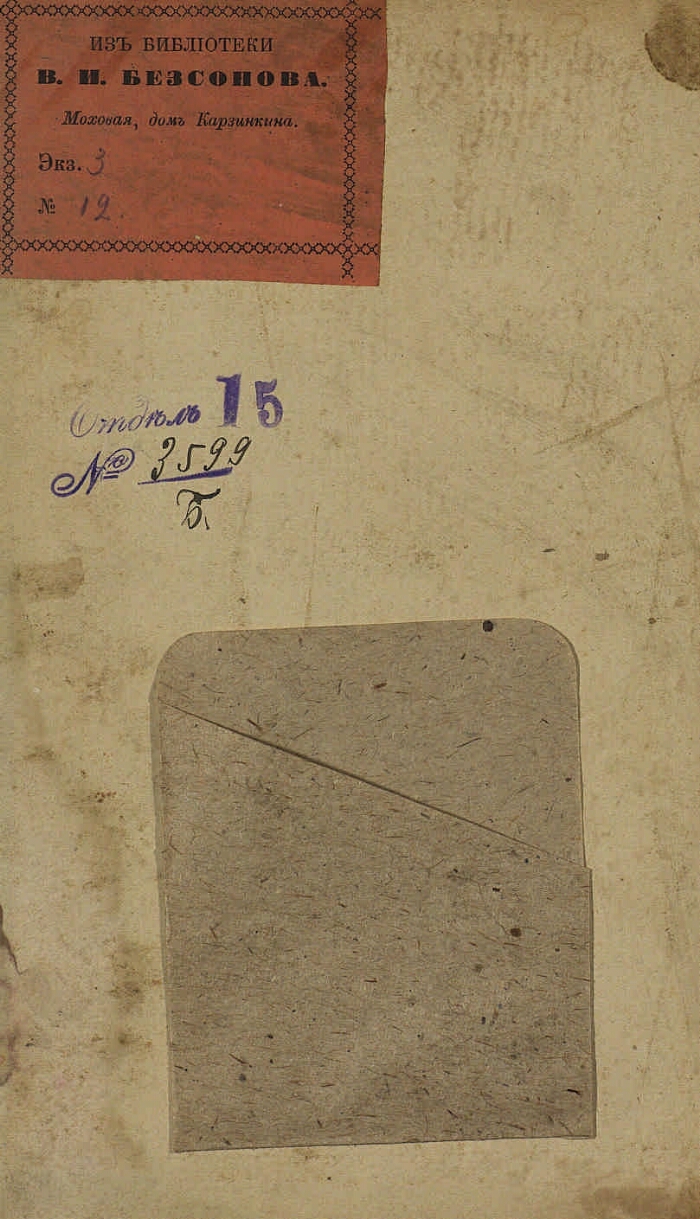 ИЗЪ БИБЛІОТЕКИ
В. И. БЕЗСОНОВА.
Моховая, домъ Карзинкина.
Экз. 3
№ 12.
Отдѣлъ 15
№ 3599
Б.